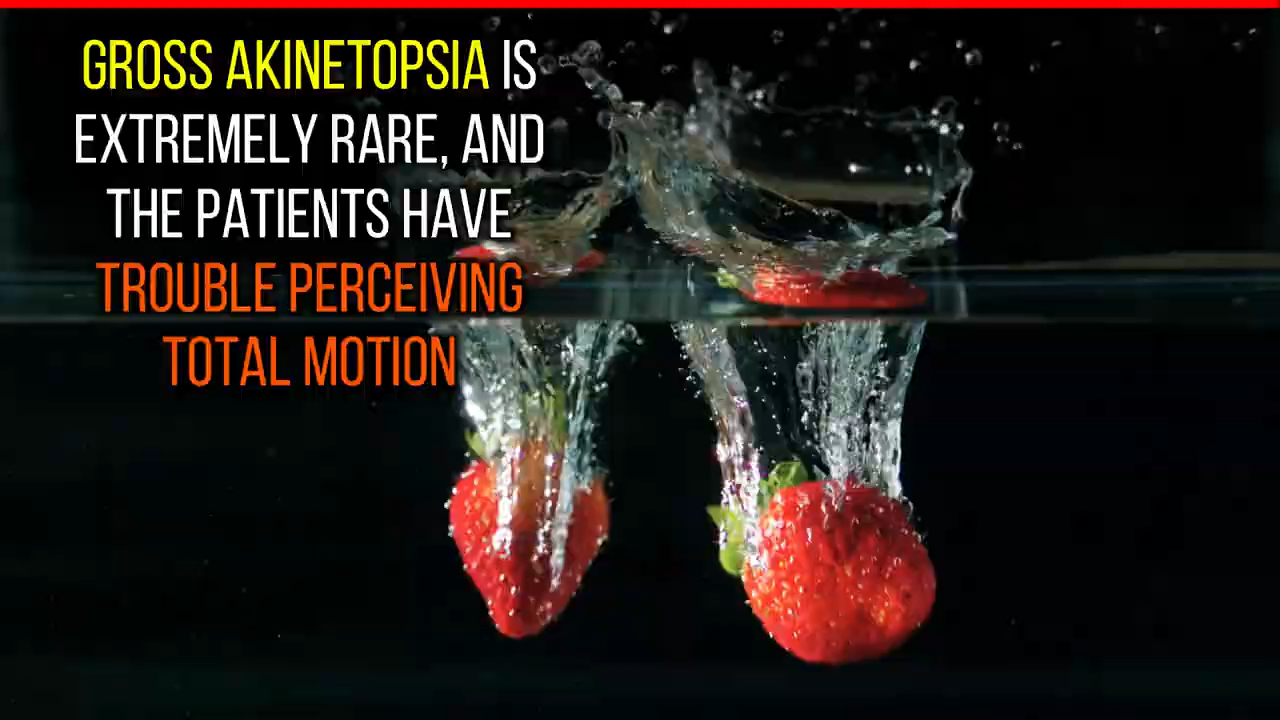 GROSS AKINETOPSIA IS
EXTREMELY RARE, AND
THE PATIENTS HAVE
TROUBLE PERCEIVING
TOTAL MOTION